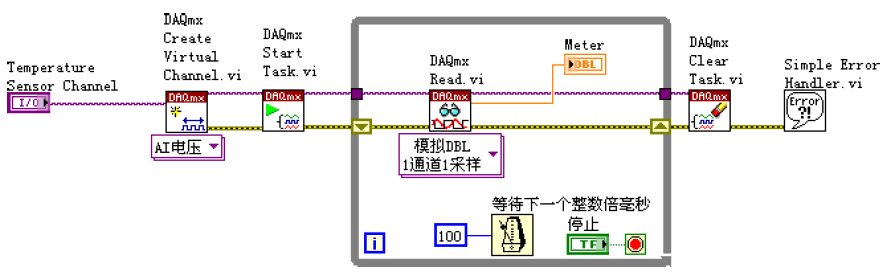 Temperature
Sensor Channel
I/O
DAQmx
Create
Virtual
Channel.vi
DAQmx
AI电压
DAQmx
Start
Task.vi
DAQmx
DAQmx
Read.vi
DAQmx
模拟DBL
1通道1采样
Meter
DBL
等待下一个整数倍毫秒
100
停止
TF
i
DAQmx
Clear
Task.vi
DAQmx
Simple Error
Handler.vi
Error
?!